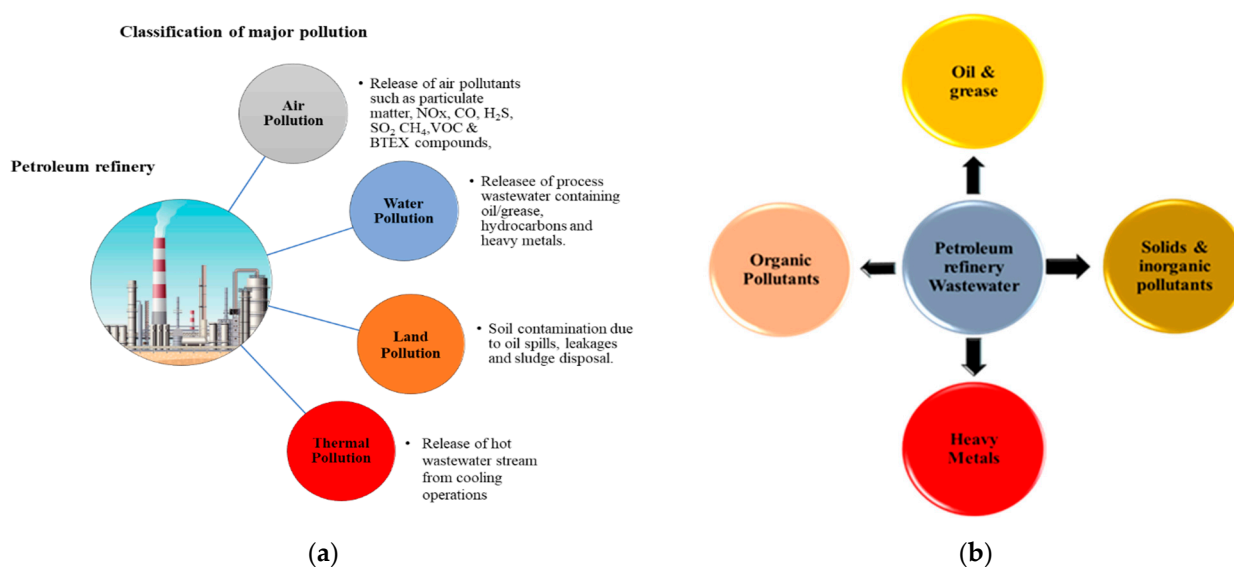 Classification of major pollution
Petroleum refinery
Air
Pollution
• Release of air pollutants
such as particulate
matter, NOx, CO, H₂S,
SO₂ CH₄,VOC &
BTEX compounds,
Water
Pollution
• Releasee of process
wastewater containing
oil/grease,
hydrocarbons and
heavy metals.
Land
Pollution
• Soil contamination due
to oil spills, leakages
and sludge disposal.
Thermal
Pollution
• Release of hot
wastewater stream
from cooling
operations
(a)
Oil &
grease
Organic
Pollutants
Petroleum
refinery
Wastewater
Solids &
inorganic
pollutants
Heavy
Metals
(b)